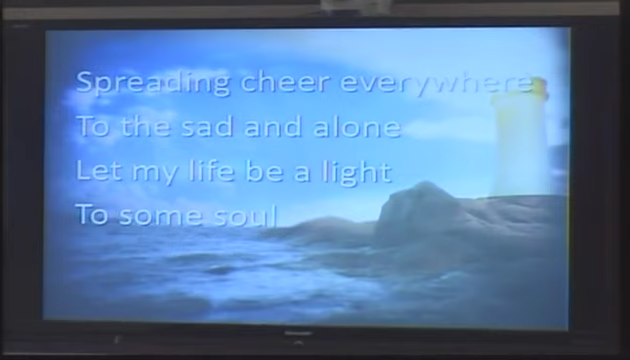 Spreading cheer everywhere
To the sad and alone
Let my life be a light
To some soul